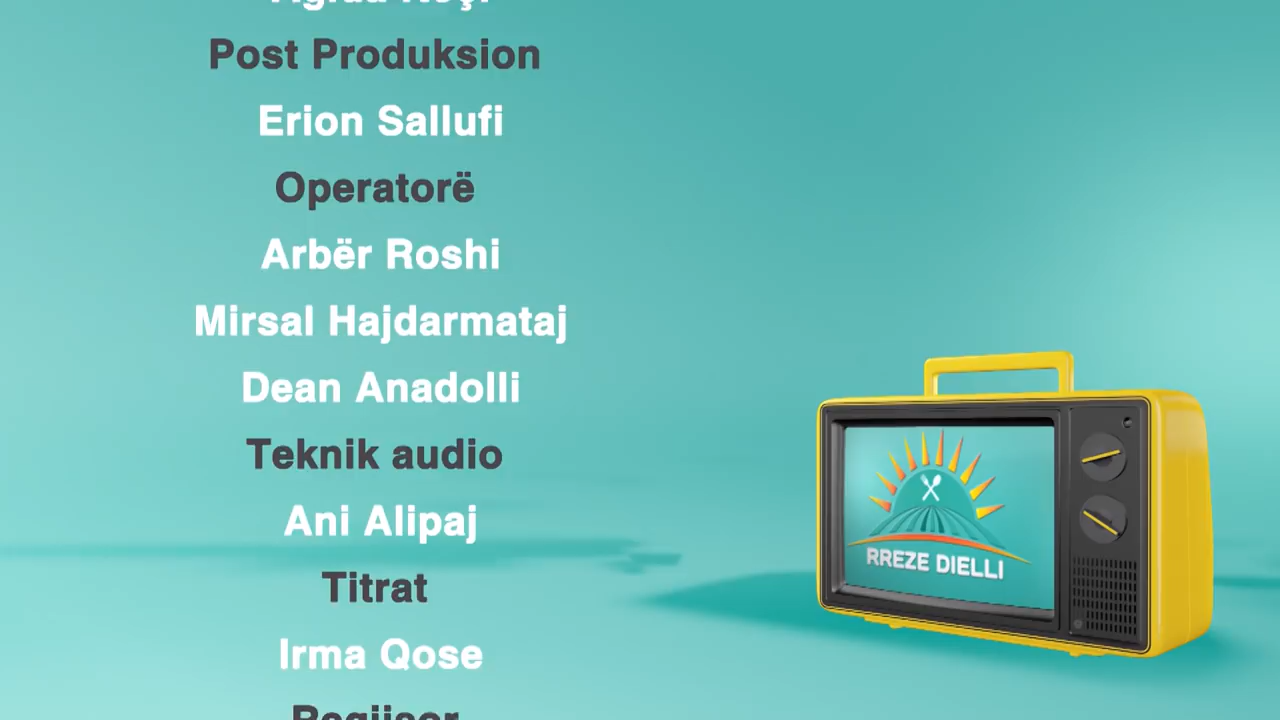 Post Produksion
Erion Sallufi
Operatorë
Arbër Roshi
Mirsal Hajdarmataj
Dean Anadolli
Teknik audio
Ani Alipaj
Titrat
Irma Qose
RREZE DIELLI